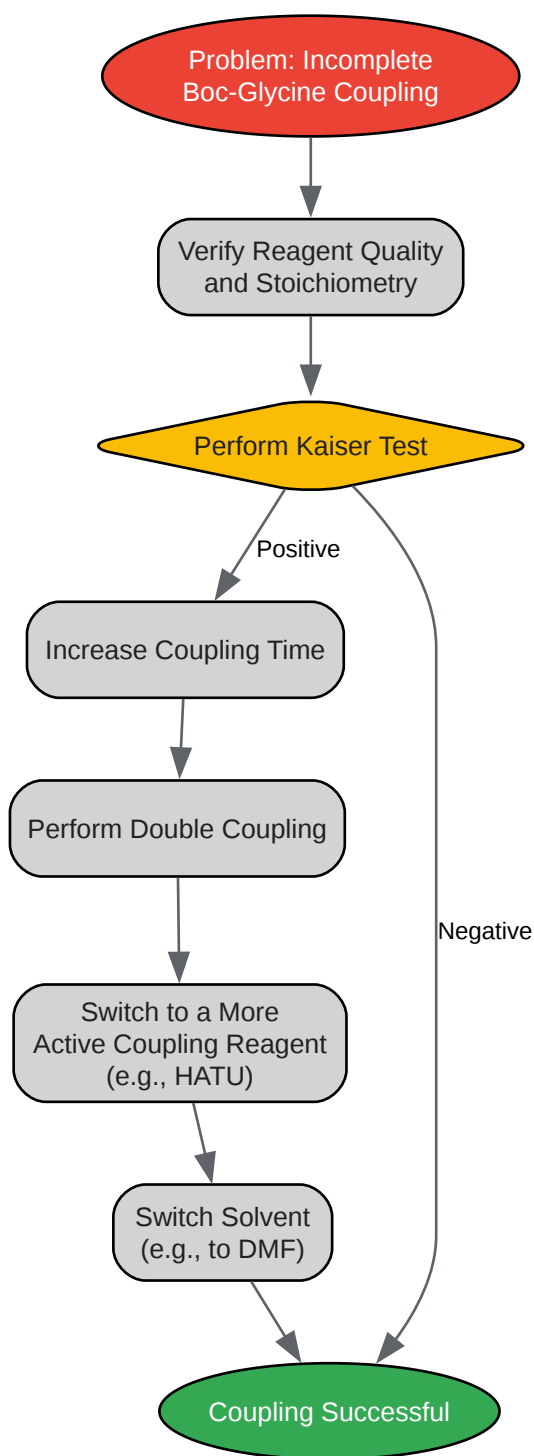 Problem: Incomplete
Boc-Glycine Coupling
Verify Reagent Quality
and Stoichiometry
Perform Kaiser Test
Positive
Increase Coupling Time
Perform Double Coupling
Negative
Switch to a More
Active Coupling Reagent
(e.g., HATU)
Switch Solvent
(e.g., to DMF)
Coupling Successful